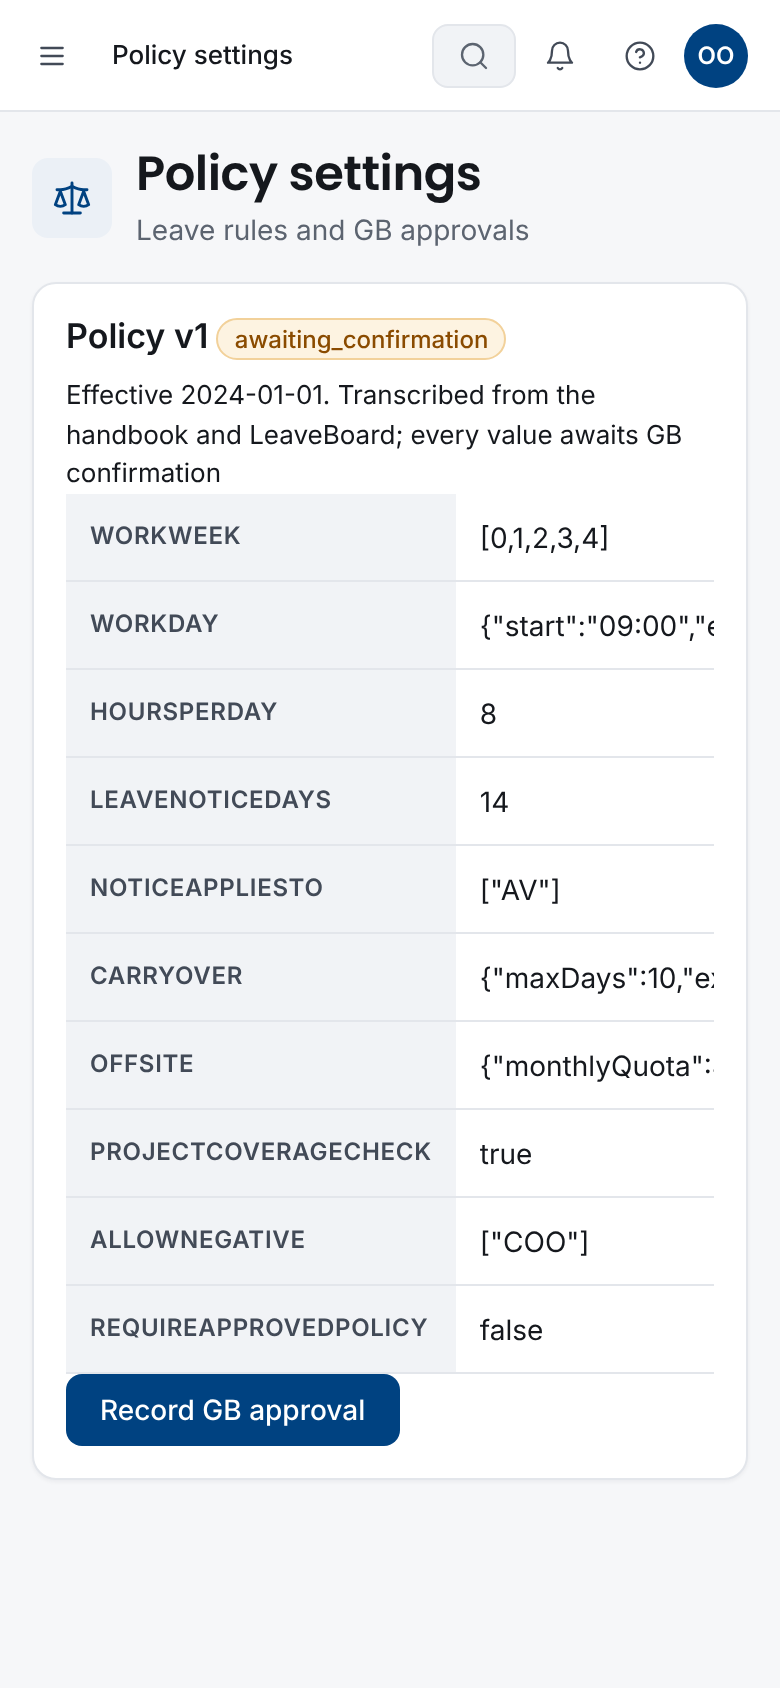 Policy settings
OO
Policy settings
Leave rules and GB approvals
Policy v1 awaiting_confirmation
Effective 2024-01-01. Transcribed from the
handbook and LeaveBoard; every value awaits GB
confirmation
WORKWEEK [0,1,2,3,4]
WORKDAY {"start":"09:00","e
HOURSPERDAY 8
LEAVENOTICEDAYS 14
NOTICEAPPLIESTO ["AV"]
CARRYOVER {"maxDays":10,"ex
OFFSITE {"monthlyQuota":
PROJECTCOVERAGECHECK true
ALLOWNEGATIVE ["COO"]
REQUIREAPPROVEDPOLICY false
Record GB approval